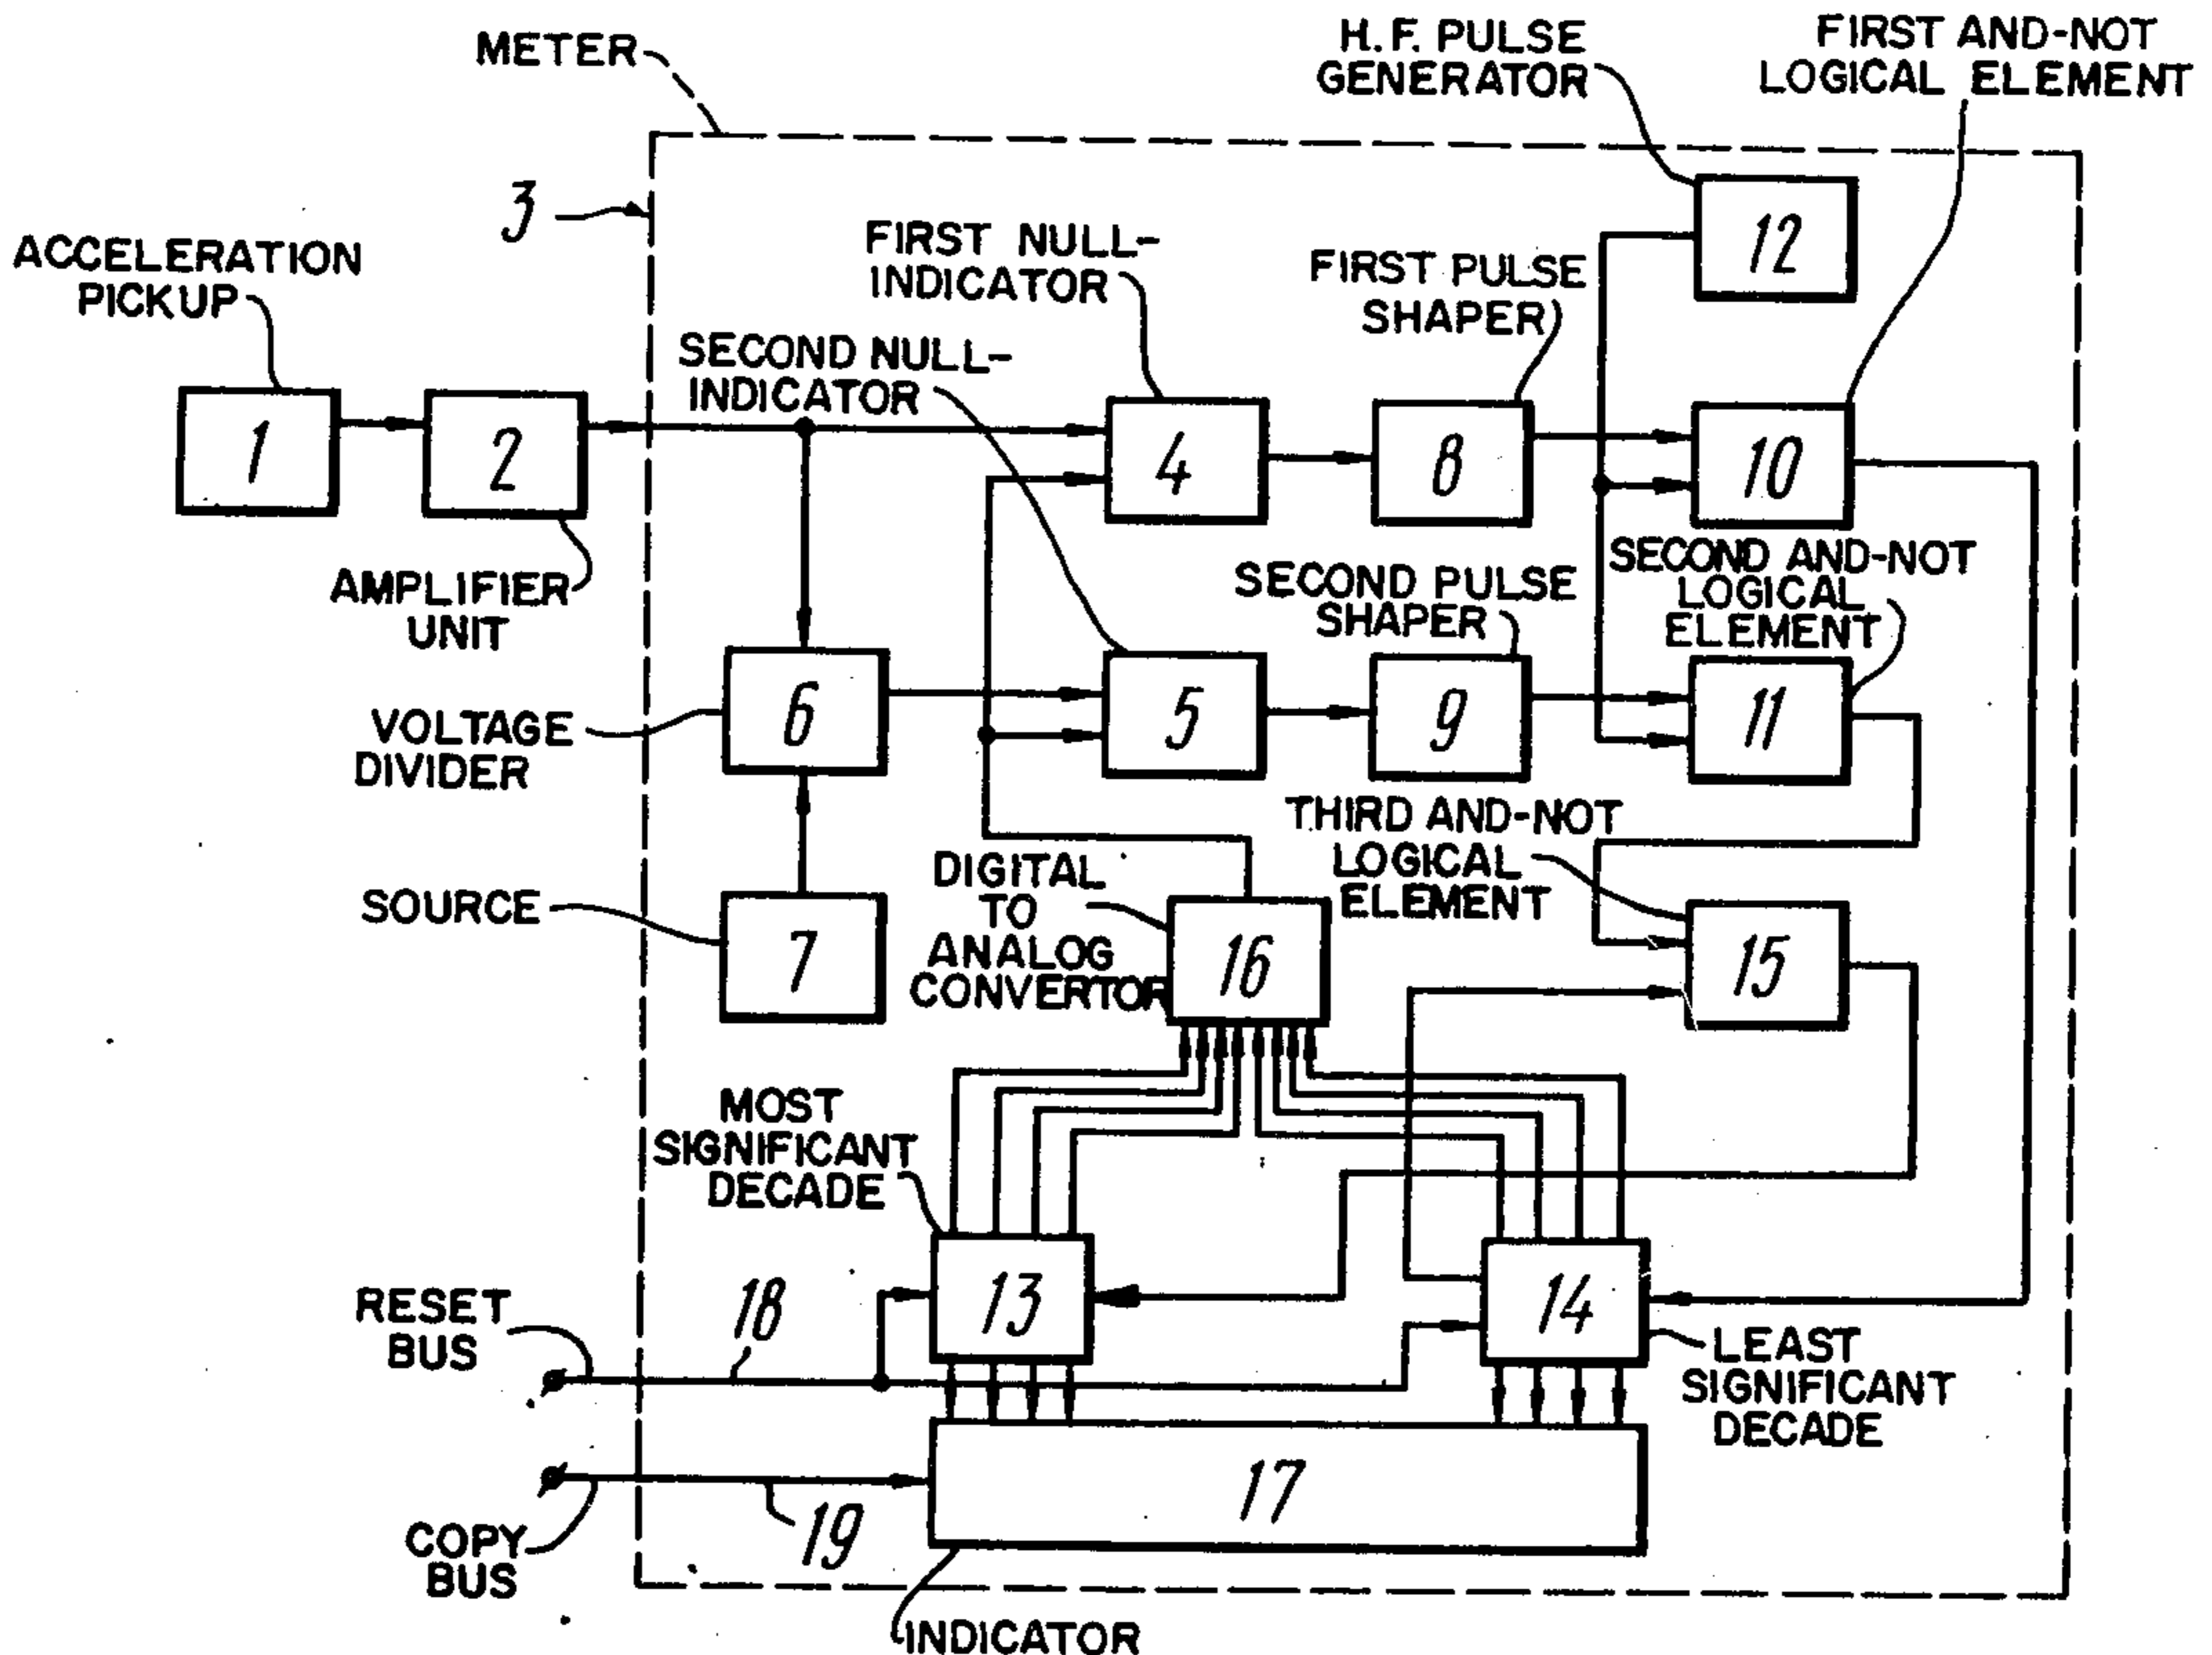 METER
H.F. PULSE
GENERATOR
FIRST AND-NOT
LOGICAL ELEMENT
3
12
ACCELERATION
PICKUP
FIRST NULL-
INDICATOR
FIRST PULSE
SHAPER
SECOND NULL-
INDICATOR
1
2
4
8
10
AMPLIFIER
UNIT
SECOND PULSE
SHAPER
SECOND AND-NOT
LOGICAL
ELEMENT
VOLTAGE
DIVIDER
6
5
9
11
THIRD AND-NOT
LOGICAL
ELEMENT
SOURCE
7
DIGITAL
TO
ANALOG
CONVERTOR
16
15
MOST
SIGNIFICANT
DECADE
RESET
BUS
18
13
14
LEAST
SIGNIFICANT
DECADE
COPY
BUS
19
17
INDICATOR